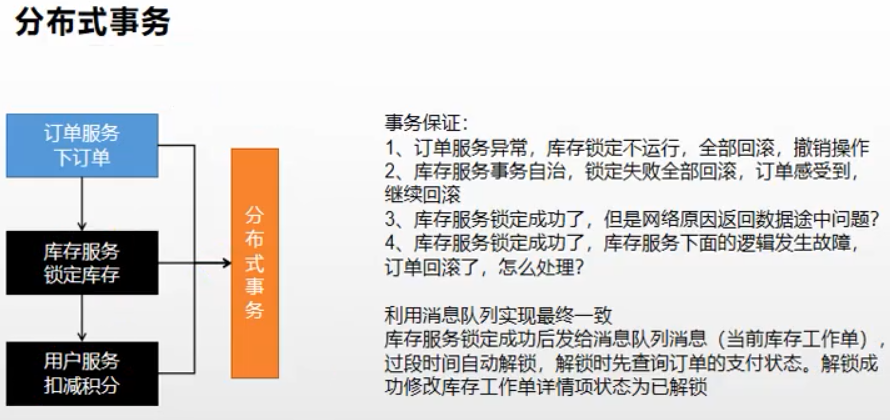 分布式事务
订单服务
下订单
库存服务
锁定库存
用户服务
扣减积分
分
布
式
事
务
事务保证：
1、订单服务异常，库存锁定不运行，全部回滚，撤销操作
2、库存服务事务自治，锁定失败全部回滚，订单感受到，
继续回滚
3、库存服务锁定成功了，但是网络原因返回数据途中问题？
4、库存服务锁定成功了，库存服务下面的逻辑发生故障，
订单回滚了，怎么处理？
利用消息队列实现最终一致
库存服务锁定成功后发给消息队列消息（当前库存工作单），
过段时间自动解锁，解锁时先查询订单的支付状态。解锁成
功修改库存工作单详情项状态为已解锁